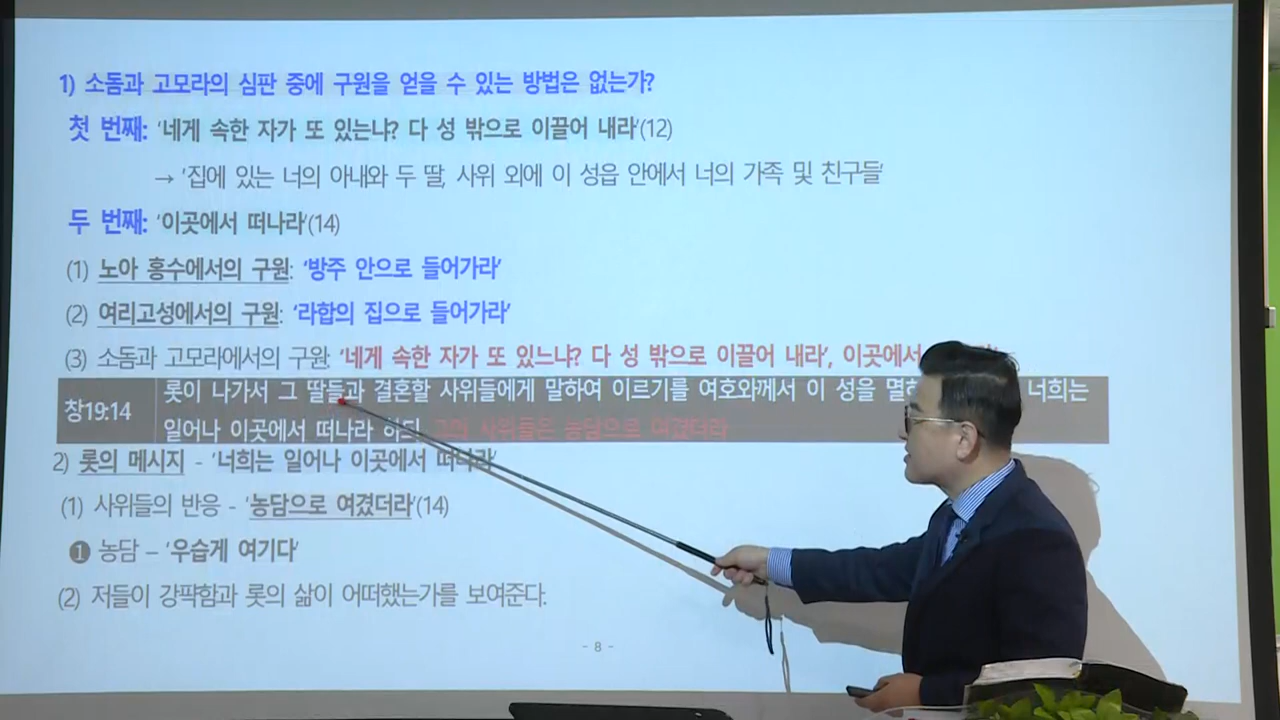 1) 소돔과 고모라의 심판 중에 구원을 얻을 수 있는 방법은 없는가?
첫 번째: '네게 속한 자가 또 있는냐? 다 성 밖으로 이끌어 내라'(12)
→ '집에 있는 너의 아내와 두 딸, 사위 외에 이 성읍 안에서 너의 가족 및 친구들'
두 번째: '이곳에서 떠나라'(14)
(1) 노아 홍수에서의 구원: '방주 안으로 들어가라'
(2) 여리고성에서의 구원: '라합의 집으로 들어가라'
(3) 소돔과 고모라에서의 구원: '네게 속한 자가 또 있느냐? 다 성 밖으로 이끌어 내라', 이곳에서
창19:14
롯이 나가서 그 딸들과 결혼할 사위들에게 말하여 이르기를 여호와께서 이 성을 너희는
일어나 이곳에서 떠나라 하되 그의 사위들은 농담으로 여겼더라
2) 롯의 메시지 - '너희는 일어나 이곳에서 떠나라'
(1) 사위들의 반응 - '농담으로 여겼더라'(14)
❶ 농담 – '우습게 여기다'
(2) 저들이 강퍅함과 롯의 삶이 어떠했는가를 보여준다.
- 8 -